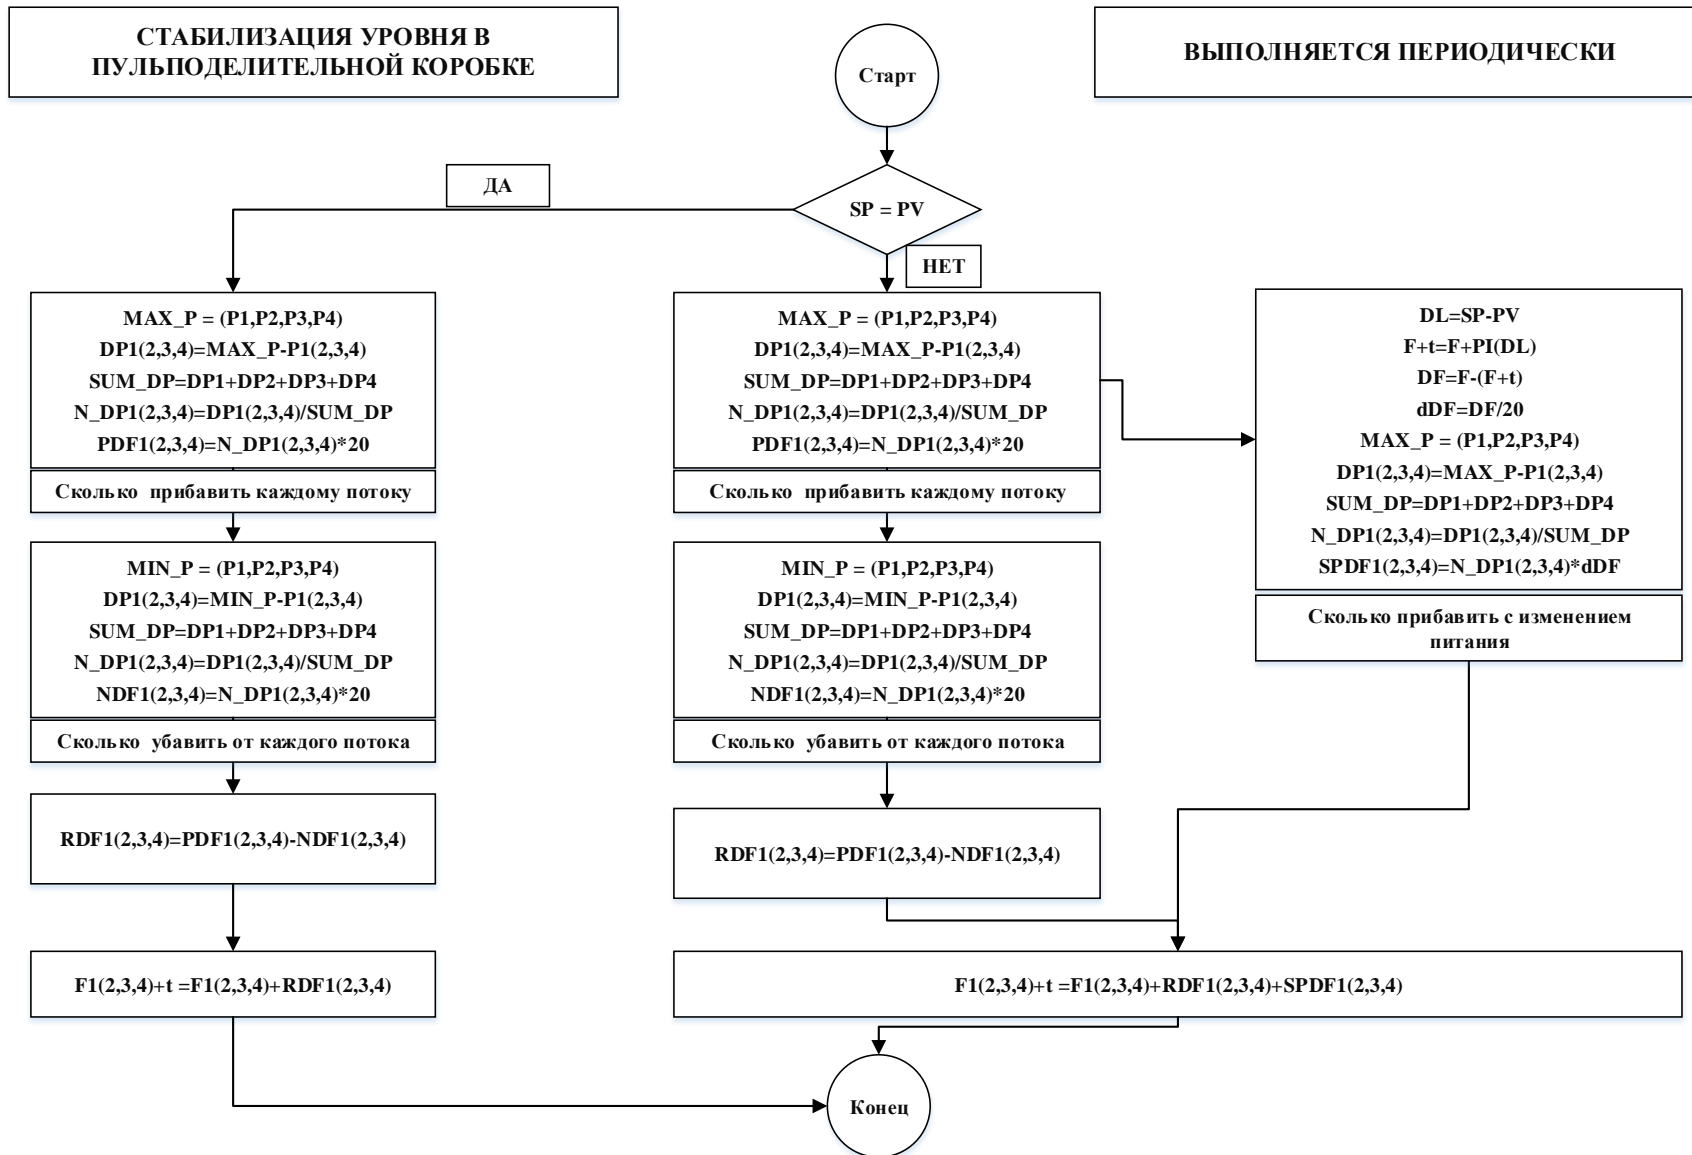 СТАБИЛИЗАЦИЯ УРОВНЯ В
ПУЛЬПОДЕЛИТЕЛЬНОЙ КОРОБКЕ
Старт
ВЫПОЛНЯЕТСЯ ПЕРИОДИЧЕСКИ
ДА
SP = PV
НЕТ
MAX_P = (P1,P2,P3,P4)
DP1(2,3,4)=MAX_P-P1(2,3,4)
SUM_DP=DP1+DP2+DP3+DP4
N_DP1(2,3,4)=DP1(2,3,4)/SUM_DP
PDF1(2,3,4)=N_DP1(2,3,4)*20
Сколько прибавить каждому потоку
MIN_P = (P1,P2,P3,P4)
DP1(2,3,4)=MIN_P-P1(2,3,4)
SUM_DP=DP1+DP2+DP3+DP4
N_DP1(2,3,4)=DP1(2,3,4)/SUM_DP
NDF1(2,3,4)=N_DP1(2,3,4)*20
Сколько убавить от каждого потока
RDF1(2,3,4)=PDF1(2,3,4)-NDF1(2,3,4)
F1(2,3,4)+t =F1(2,3,4)+RDF1(2,3,4)
MAX_P = (P1,P2,P3,P4)
DP1(2,3,4)=MAX_P-P1(2,3,4)
SUM_DP=DP1+DP2+DP3+DP4
N_DP1(2,3,4)=DP1(2,3,4)/SUM_DP
PDF1(2,3,4)=N_DP1(2,3,4)*20
Сколько прибавить каждому потоку
MIN_P = (P1,P2,P3,P4)
DP1(2,3,4)=MIN_P-P1(2,3,4)
SUM_DP=DP1+DP2+DP3+DP4
N_DP1(2,3,4)=DP1(2,3,4)/SUM_DP
NDF1(2,3,4)=N_DP1(2,3,4)*20
Сколько убавить от каждого потока
RDF1(2,3,4)=PDF1(2,3,4)-NDF1(2,3,4)
DL=SP-PV
F+t=F+PI(DL)
DF=F-(F+t)
dDF=DF/20
MAX_P = (P1,P2,P3,P4)
DP1(2,3,4)=MAX_P-P1(2,3,4)
SUM_DP=DP1+DP2+DP3+DP4
N_DP1(2,3,4)=DP1(2,3,4)/SUM_DP
SPDF1(2,3,4)=N_DP1(2,3,4)*dDF
Сколько прибавить с изменением
питания
F1(2,3,4)+t =F1(2,3,4)+RDF1(2,3,4)+SPDF1(2,3,4)
Конец